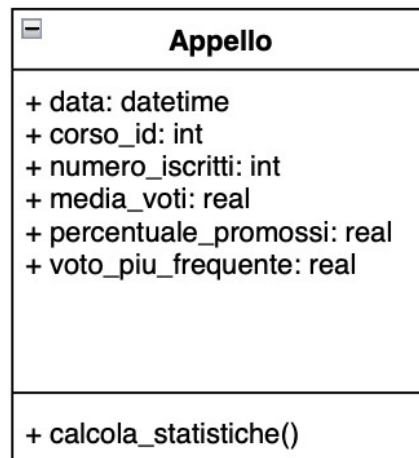 Appello
+ data: datetime
+ corso_id: int
+ numero_iscritti: int
+ media_voti: real
+ percentuale_promossi: real
+ voto_piu_frequente: real
+ calcola_statistiche()